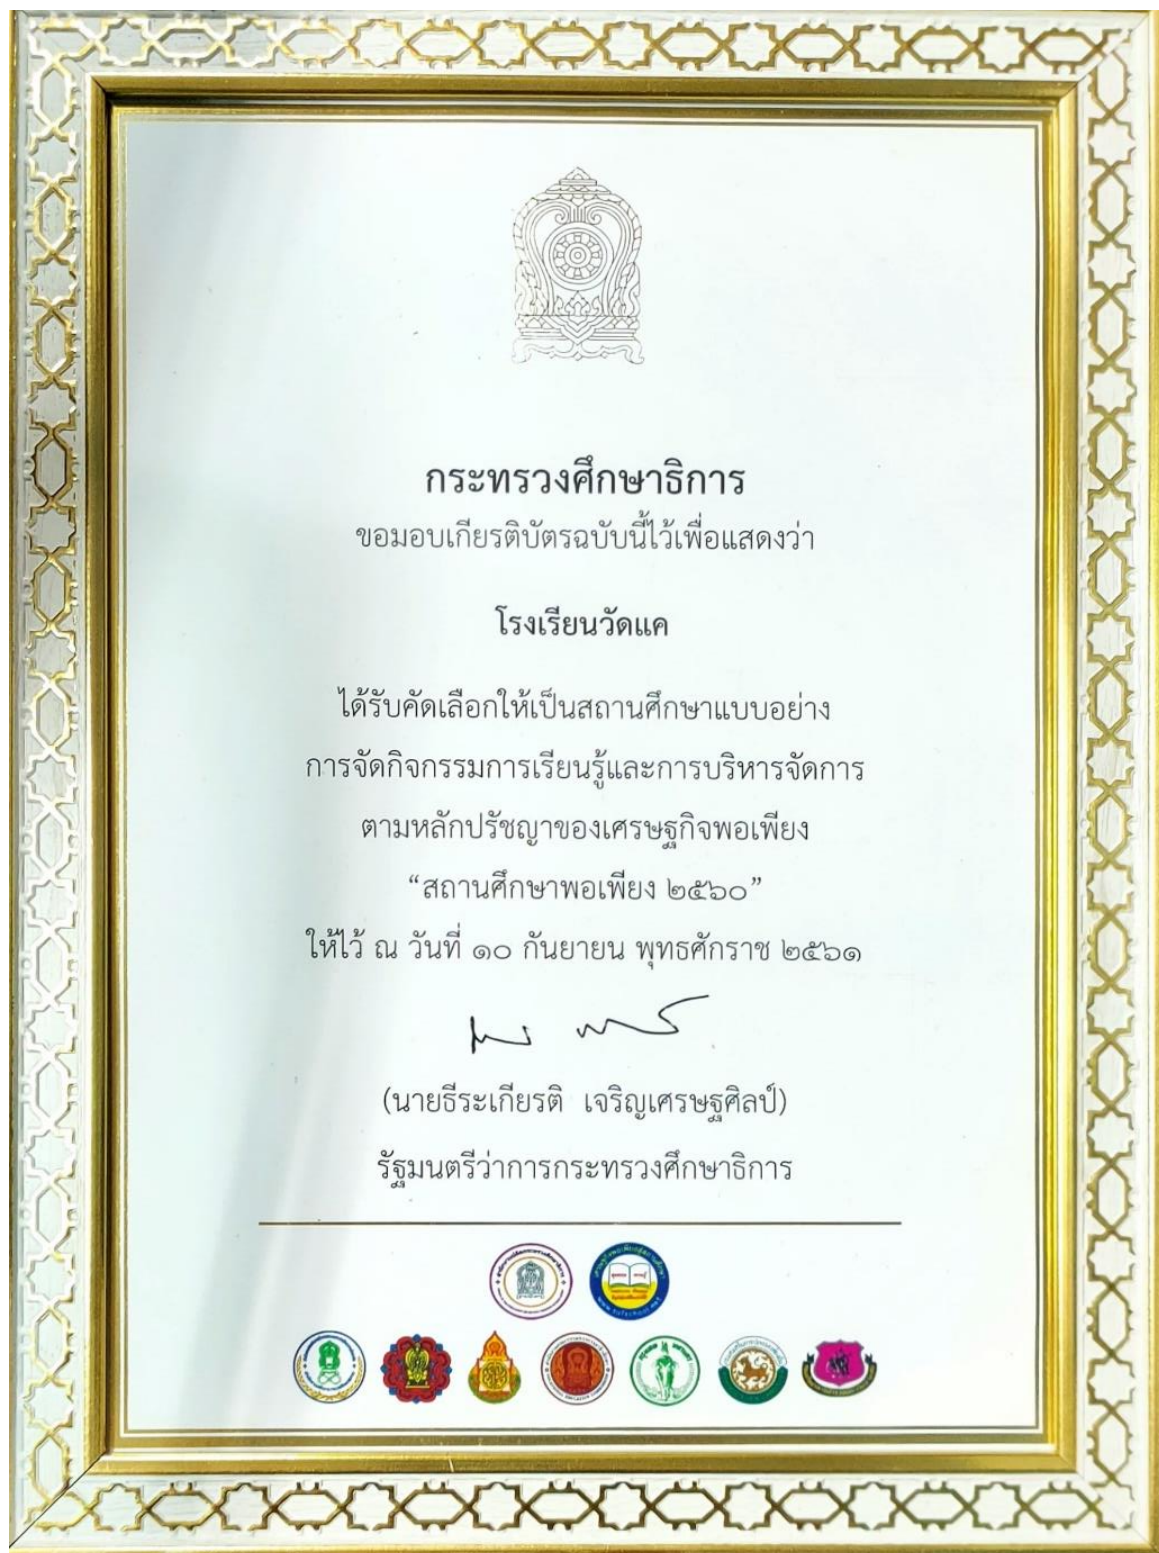 กระทรวงศึกษาธิการ
ขอมอบเกียรติบัตรฉบับนี้ไว้เพื่อแสดงว่า
โรงเรียนวัดแค
ได้รับคัดเลือกให้เป็นสถานศึกษาแบบอย่าง
การจัดกิจกรรมการเรียนรู้และการบริหารจัดการ
ตามหลักปรัชญาของเศรษฐกิจพอเพียง
“สถานศึกษาพอเพียง ๒๕๖๐”
ให้ไว้ ณ วันที่ ๑๐ กันยายน พุทธศักราช ๒๕๖๑
(นายธีระเกียรติ เจริญเศรษฐศิลป์)
รัฐมนตรีว่าการกระทรวงศึกษาธิการ